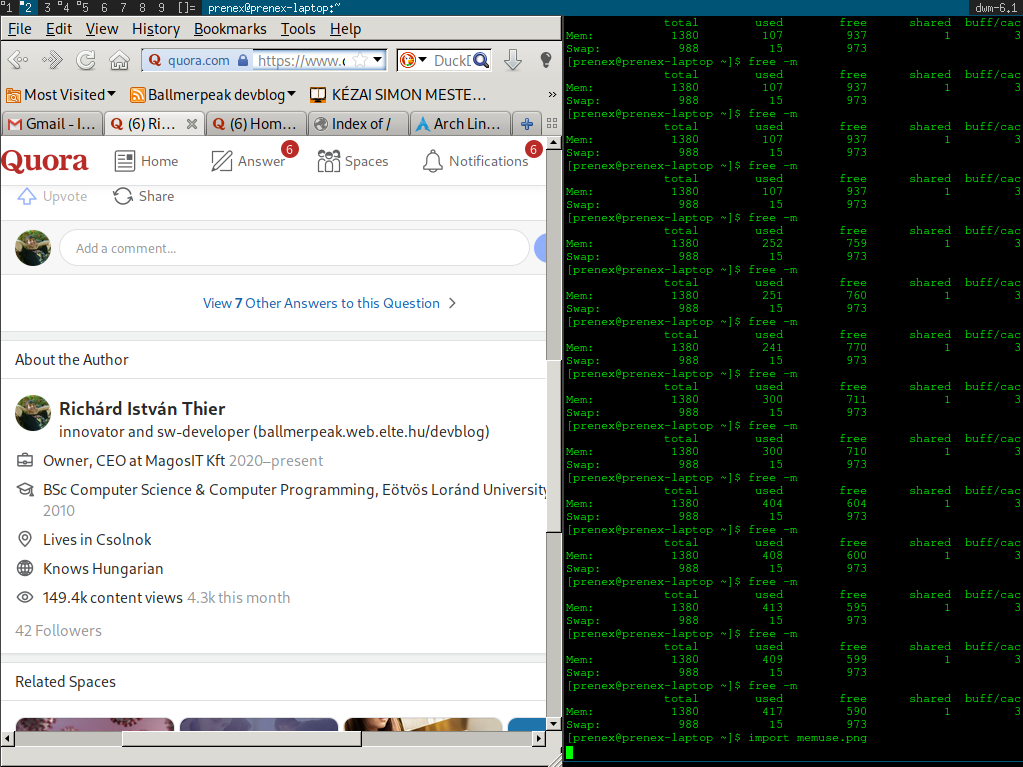 1 2 3 4 5 6 7 8 9 []= prenex@prenex-laptop:~ dwm-6.1
File Edit View History Bookmarks Tools Help
quora.com https://www.c DuckD
Most Visited Ballmerpeak devblog KÉZAI SIMON MESTE... »
Gmail - I... (6) Ri... (6) Hom... Index of / Arch Lin...
Quora Home Answer 6 Spaces Notifications 6
Upvote Share
Add a comment...
View 7 Other Answers to this Question
About the Author
Richárd István Thier
innovator and sw-developer (ballmerpeak.web.elte.hu/devblog)
Owner, CEO at MagosIT Kft 2020–present
BSc Computer Science & Computer Programming, Eötvös Loránd University
2010
Lives in Csolnok
Knows Hungarian
149.4k content views 4.3k this month
42 Followers
Related Spaces
total used free shared buff/cac
Mem: 1380 107 937 1 3
Swap: 988 15 973
[prenex@prenex-laptop ~]$ free -m
total used free shared buff/cac
Mem: 1380 107 937 1 3
Swap: 988 15 973
[prenex@prenex-laptop ~]$ free -m
total used free shared buff/cac
Mem: 1380 107 937 1 3
Swap: 988 15 973
[prenex@prenex-laptop ~]$ free -m
total used free shared buff/cac
Mem: 1380 107 937 1 3
Swap: 988 15 973
[prenex@prenex-laptop ~]$ free -m
total used free shared buff/cac
Mem: 1380 252 759 1 3
Swap: 988 15 973
[prenex@prenex-laptop ~]$ free -m
total used free shared buff/cac
Mem: 1380 251 760 1 3
Swap: 988 15 973
[prenex@prenex-laptop ~]$ free -m
total used free shared buff/cac
Mem: 1380 241 770 1 3
Swap: 988 15 973
[prenex@prenex-laptop ~]$ free -m
total used free shared buff/cac
Mem: 1380 300 711 1 3
Swap: 988 15 973
[prenex@prenex-laptop ~]$ free -m
total used free shared buff/cac
Mem: 1380 300 710 1 3
Swap: 988 15 973
[prenex@prenex-laptop ~]$ free -m
total used free shared buff/cac
Mem: 1380 404 604 1 3
Swap: 988 15 973
[prenex@prenex-laptop ~]$ free -m
total used free shared buff/cac
Mem: 1380 408 600 1 3
Swap: 988 15 973
[prenex@prenex-laptop ~]$ free -m
total used free shared buff/cac
Mem: 1380 413 595 1 3
Swap: 988 15 973
[prenex@prenex-laptop ~]$ free -m
total used free shared buff/cac
Mem: 1380 409 599 1 3
Swap: 988 15 973
[prenex@prenex-laptop ~]$ free -m
total used free shared buff/cac
Mem: 1380 417 590 1 3
Swap: 988 15 973
[prenex@prenex-laptop ~]$ import memuse.png